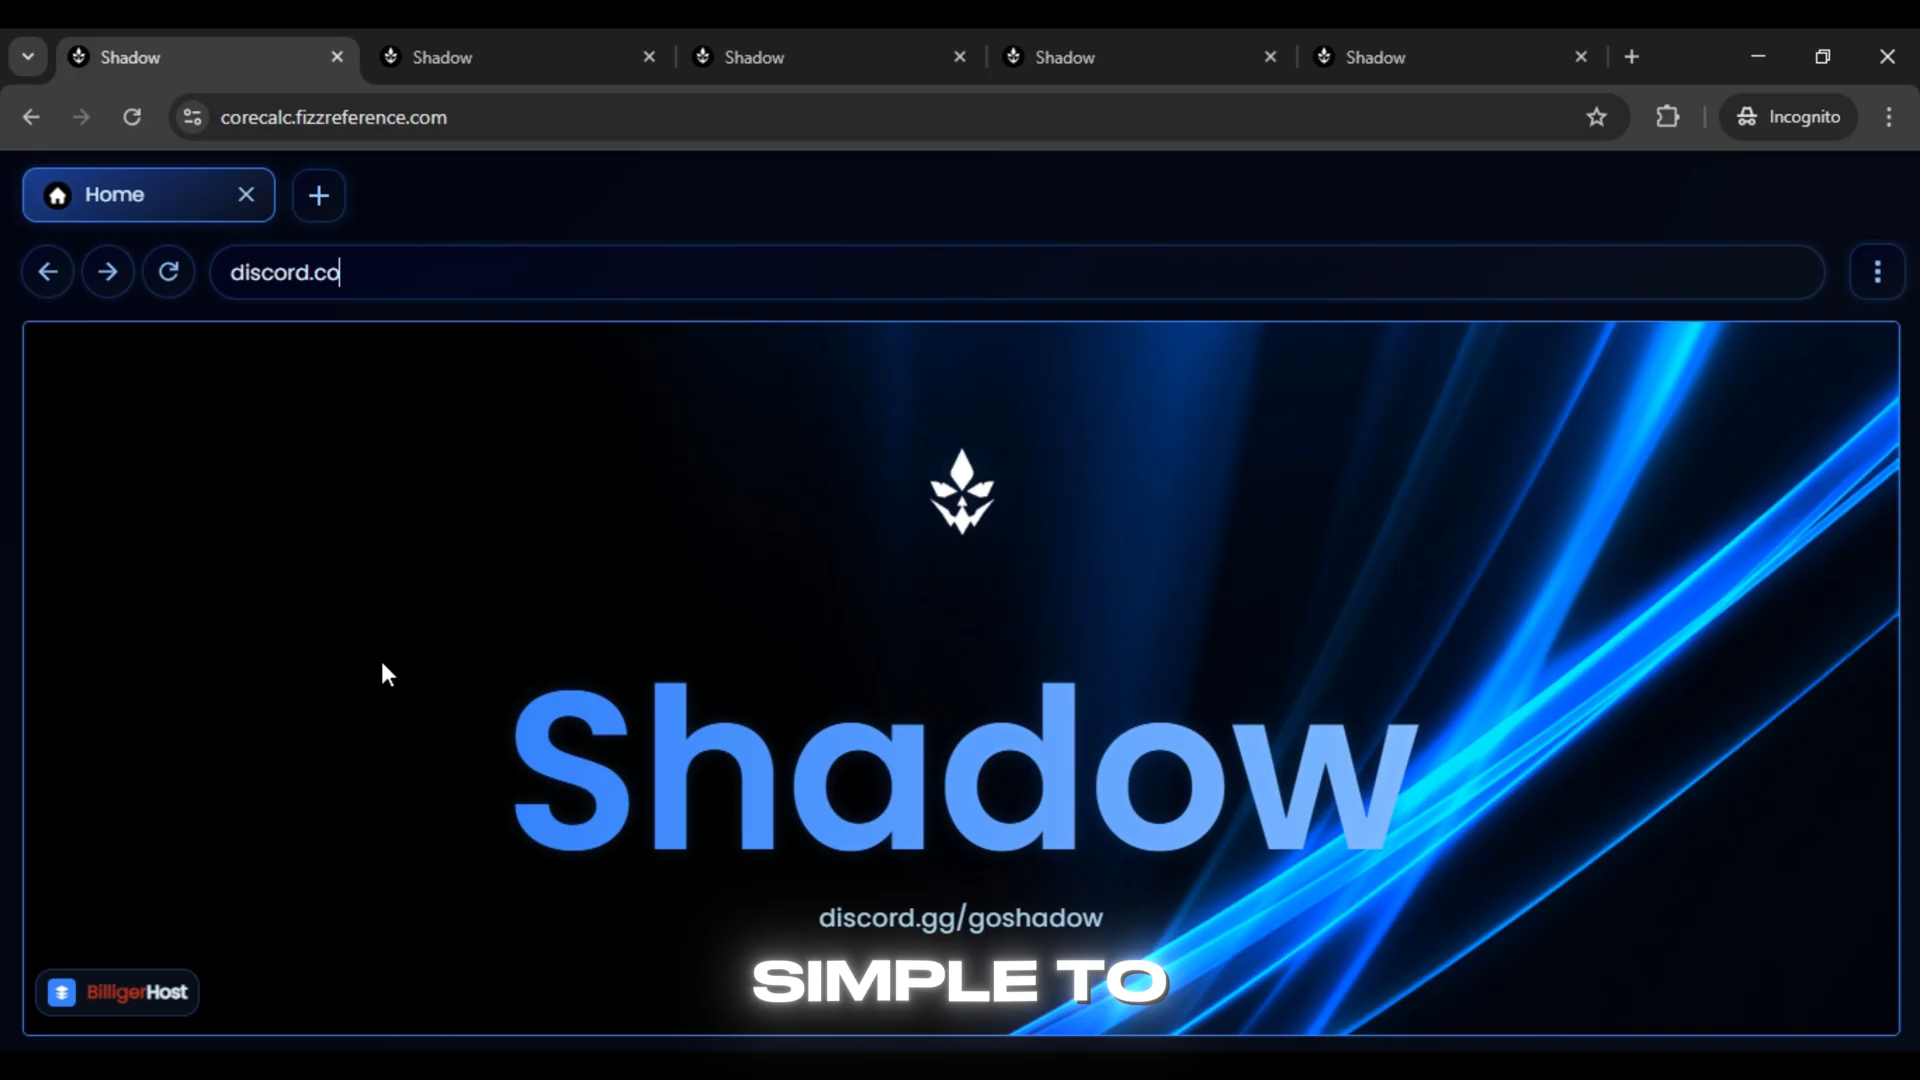 Shadow
Shadow
Shadow
Shadow
Shadow
corecalc.fizzreference.com
Incognito
Home
discord.co
Shadow
discord.gg/goshadow
SIMPLE TO
BilligerHost